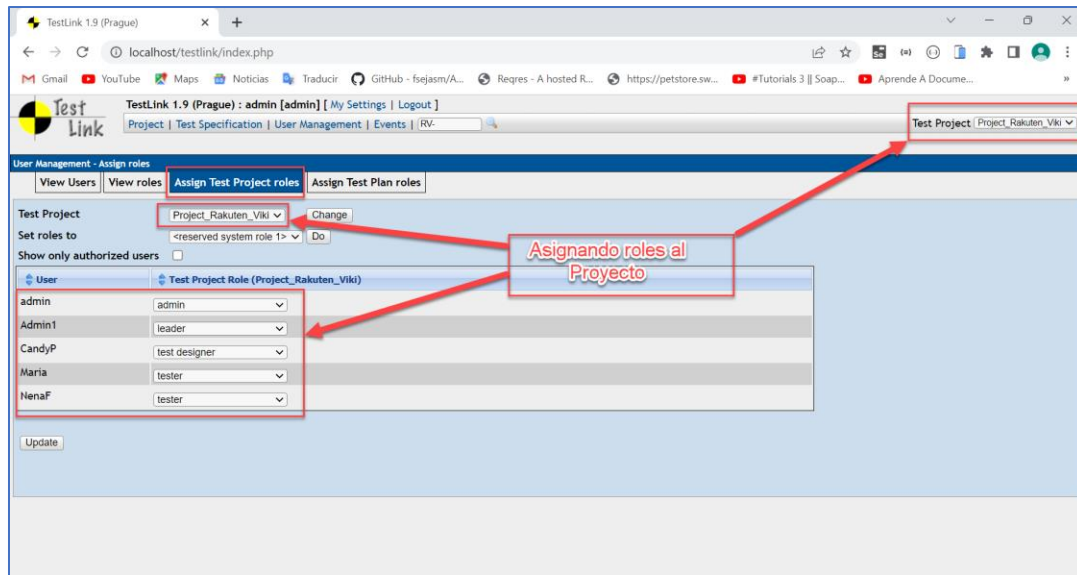 TestLink 1.9 (Prague)
localhost/testlink/index.php
Gmail YouTube Maps Noticias Traducir GitHub - fsejasm/A... Reqres - A hosted R... https://petstore.sw... #Tutorials 3 || Soap... Aprende A Docume... »
Test Link
TestLink 1.9 (Prague) : admin [admin] [ My Settings | Logout ]
Project | Test Specification | User Management | Events | RV-
Test Project Project_Rakuten_Viki
User Management - Assign roles
View Users View roles Assign Test Project roles Assign Test Plan roles
Test Project Project_Rakuten_Viki Change
Set roles to <reserved system role 1> Do
Show only authorized users
Asignando roles al
Proyecto
User Test Project Role (Project_Rakuten_Viki)
admin admin
Admin1 leader
CandyP test designer
Maria tester
NenaF tester
Update